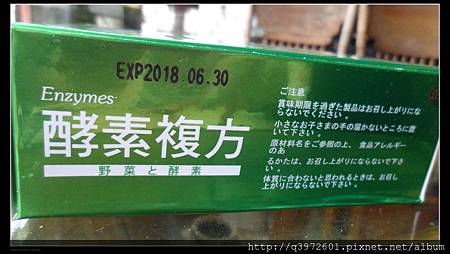 EXP2018 06.30
Enzymes
酵素複方
野菜と酵素
ご注意
賞味期限を過ぎた製品はお召し上がりにな
らないでください。
小さなお子さまの手の届かないところに置
いて下さい。
原材料名をご参照の上、食品アレルギー
のあ
るかたは、お召し上がりにならないで下さ
い。
体質に合わないと思われるときは、お召し
上がりにならないで下さい。
http://q3972601.pixnet.net/album